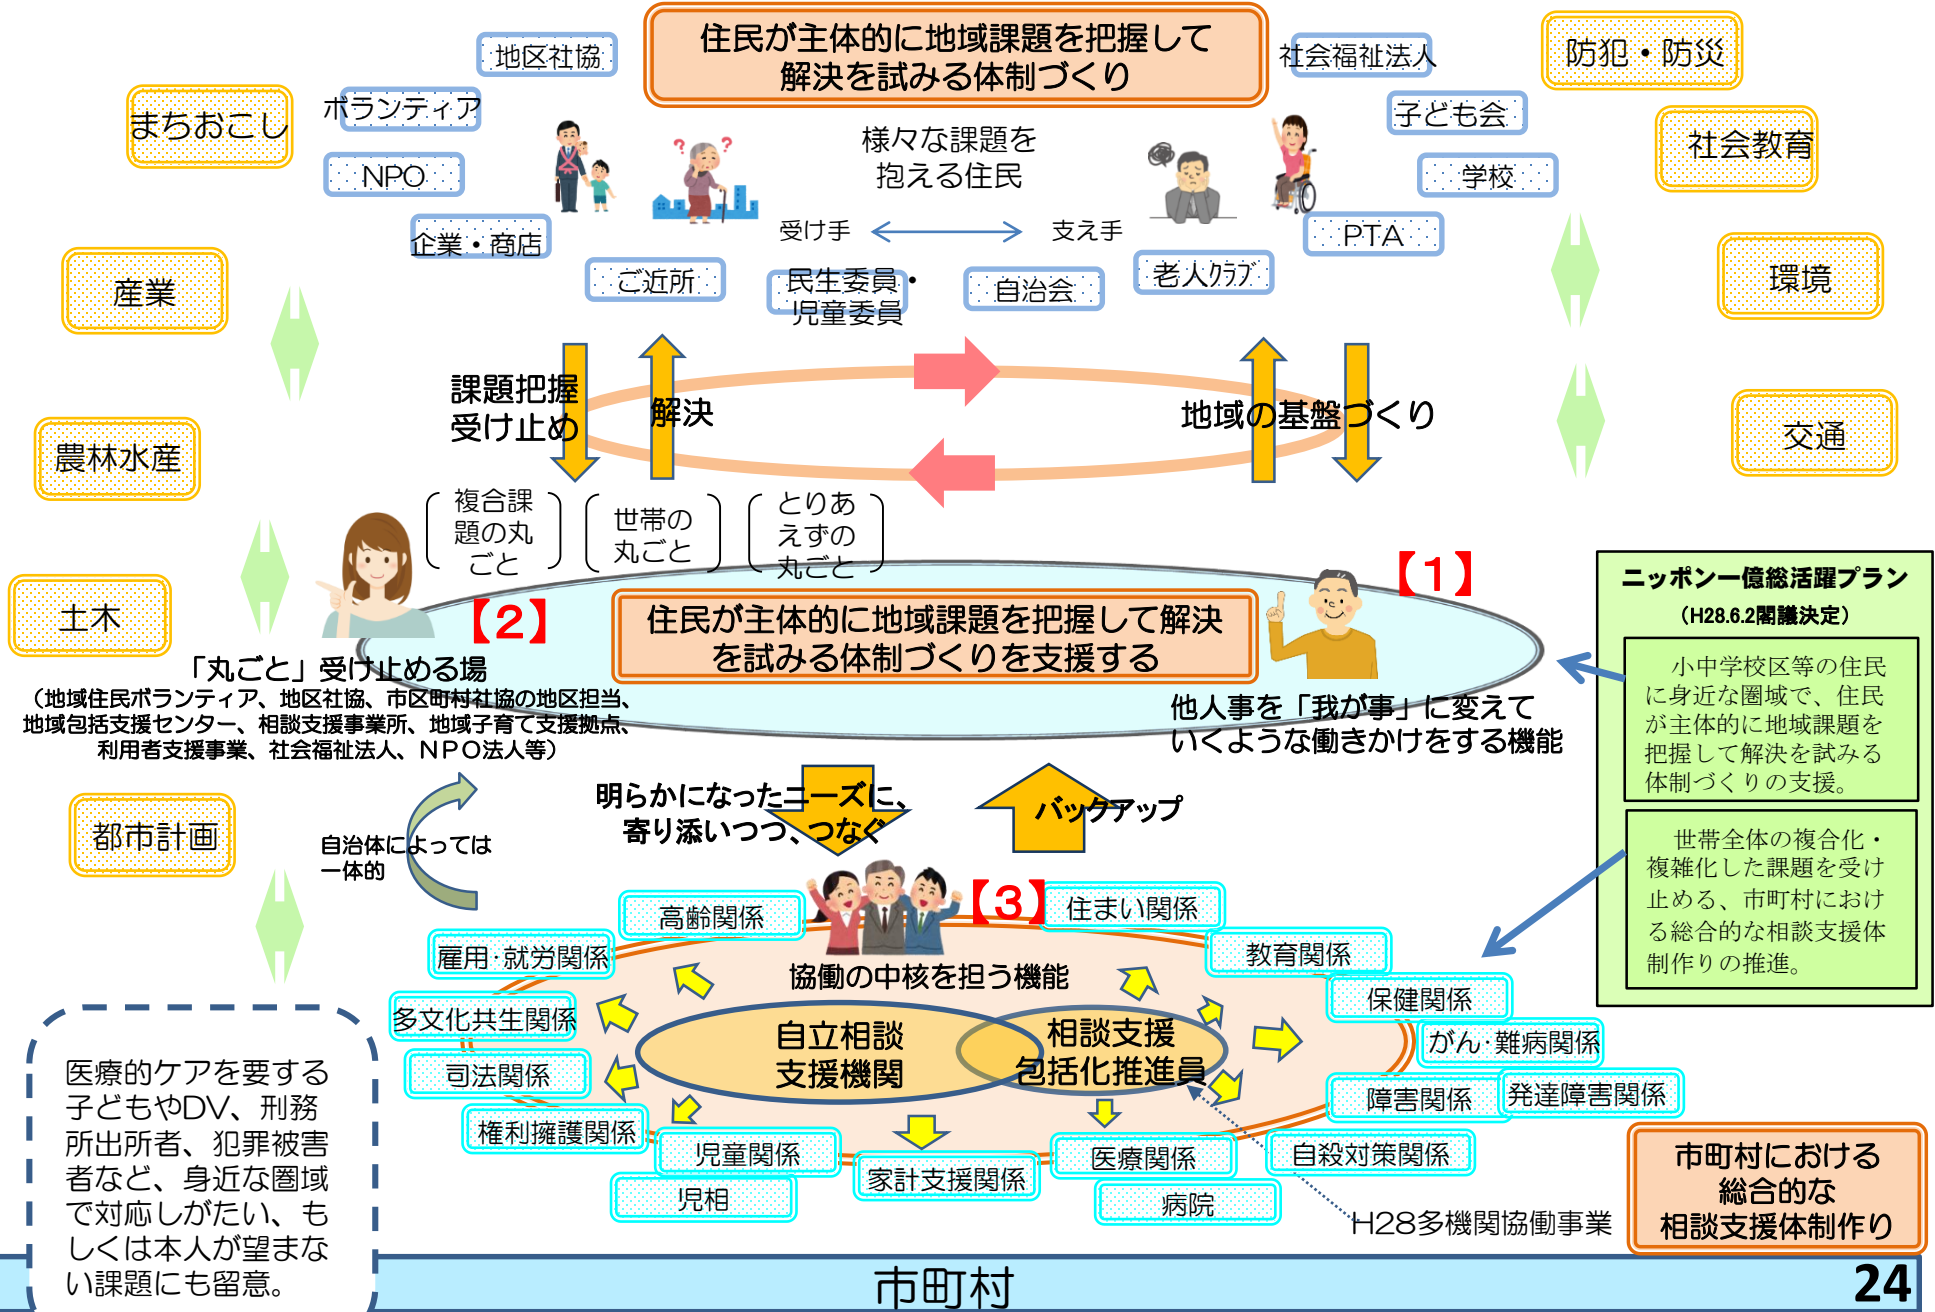 住民が主体的に地域課題を把握して
解決を試みる体制づくり
地区社協
社会福祉法人
防犯・防災
まちおこし
ボランティア
子ども会
社会教育
NPO
様々な課題を
抱える住民
学校
企業・商店
受け手
支え手
PTA
産業
ご近所
民生委員・
児童委員
自治会
老人クラブ
環境
課題把握
受け止め
解決
地域の基盤づくり
農林水産
交通
複合課
題の丸
ごと
世帯の
丸ごと
とりあ
えずの
丸ごと
【1】
【2】
土木
住民が主体的に地域課題を把握して解決
を試みる体制づくりを支援する
ニッポン一億総活躍プラン
（H28.6.2閣議決定）
小中学校区等の住民
に身近な圏域で、住民
が主体的に地域課題を
把握して解決を試みる
体制づくりの支援。
世帯全体の複合化・
複雑化した課題を受け
止める、市町村におけ
る総合的な相談支援体
制作りの推進。
「丸ごと」受け止める場
（地域住民ボランティア、地区社協、市区町村社協の地区担当、
地域包括支援センター、相談支援事業所、地域子育て支援拠点、
利用者支援事業、社会福祉法人、ＮＰＯ法人等）
他人事を「我が事」に変えて
いくような働きかけをする機能
都市計画
自治体によっては
一体的
明らかになったニーズに、
寄り添いつつ、つなぐ
バックアップ
【3】
高齢関係
住まい関係
雇用・就労関係
教育関係
協働の中核を担う機能
多文化共生関係
保健関係
自立相談
支援機関
相談支援
包括化推進員
がん・難病関係
司法関係
障害関係
発達障害関係
権利擁護関係
児童関係
医療関係
自殺対策関係
家計支援関係
児相
病院
H28多機関協働事業
医療的ケアを要する
子どもやDV、刑務
所出所者、犯罪被害
者など、身近な圏域
で対応しがたい、も
しくは本人が望まな
い課題にも留意。
市町村における
総合的な
相談支援体制作り
市町村
24